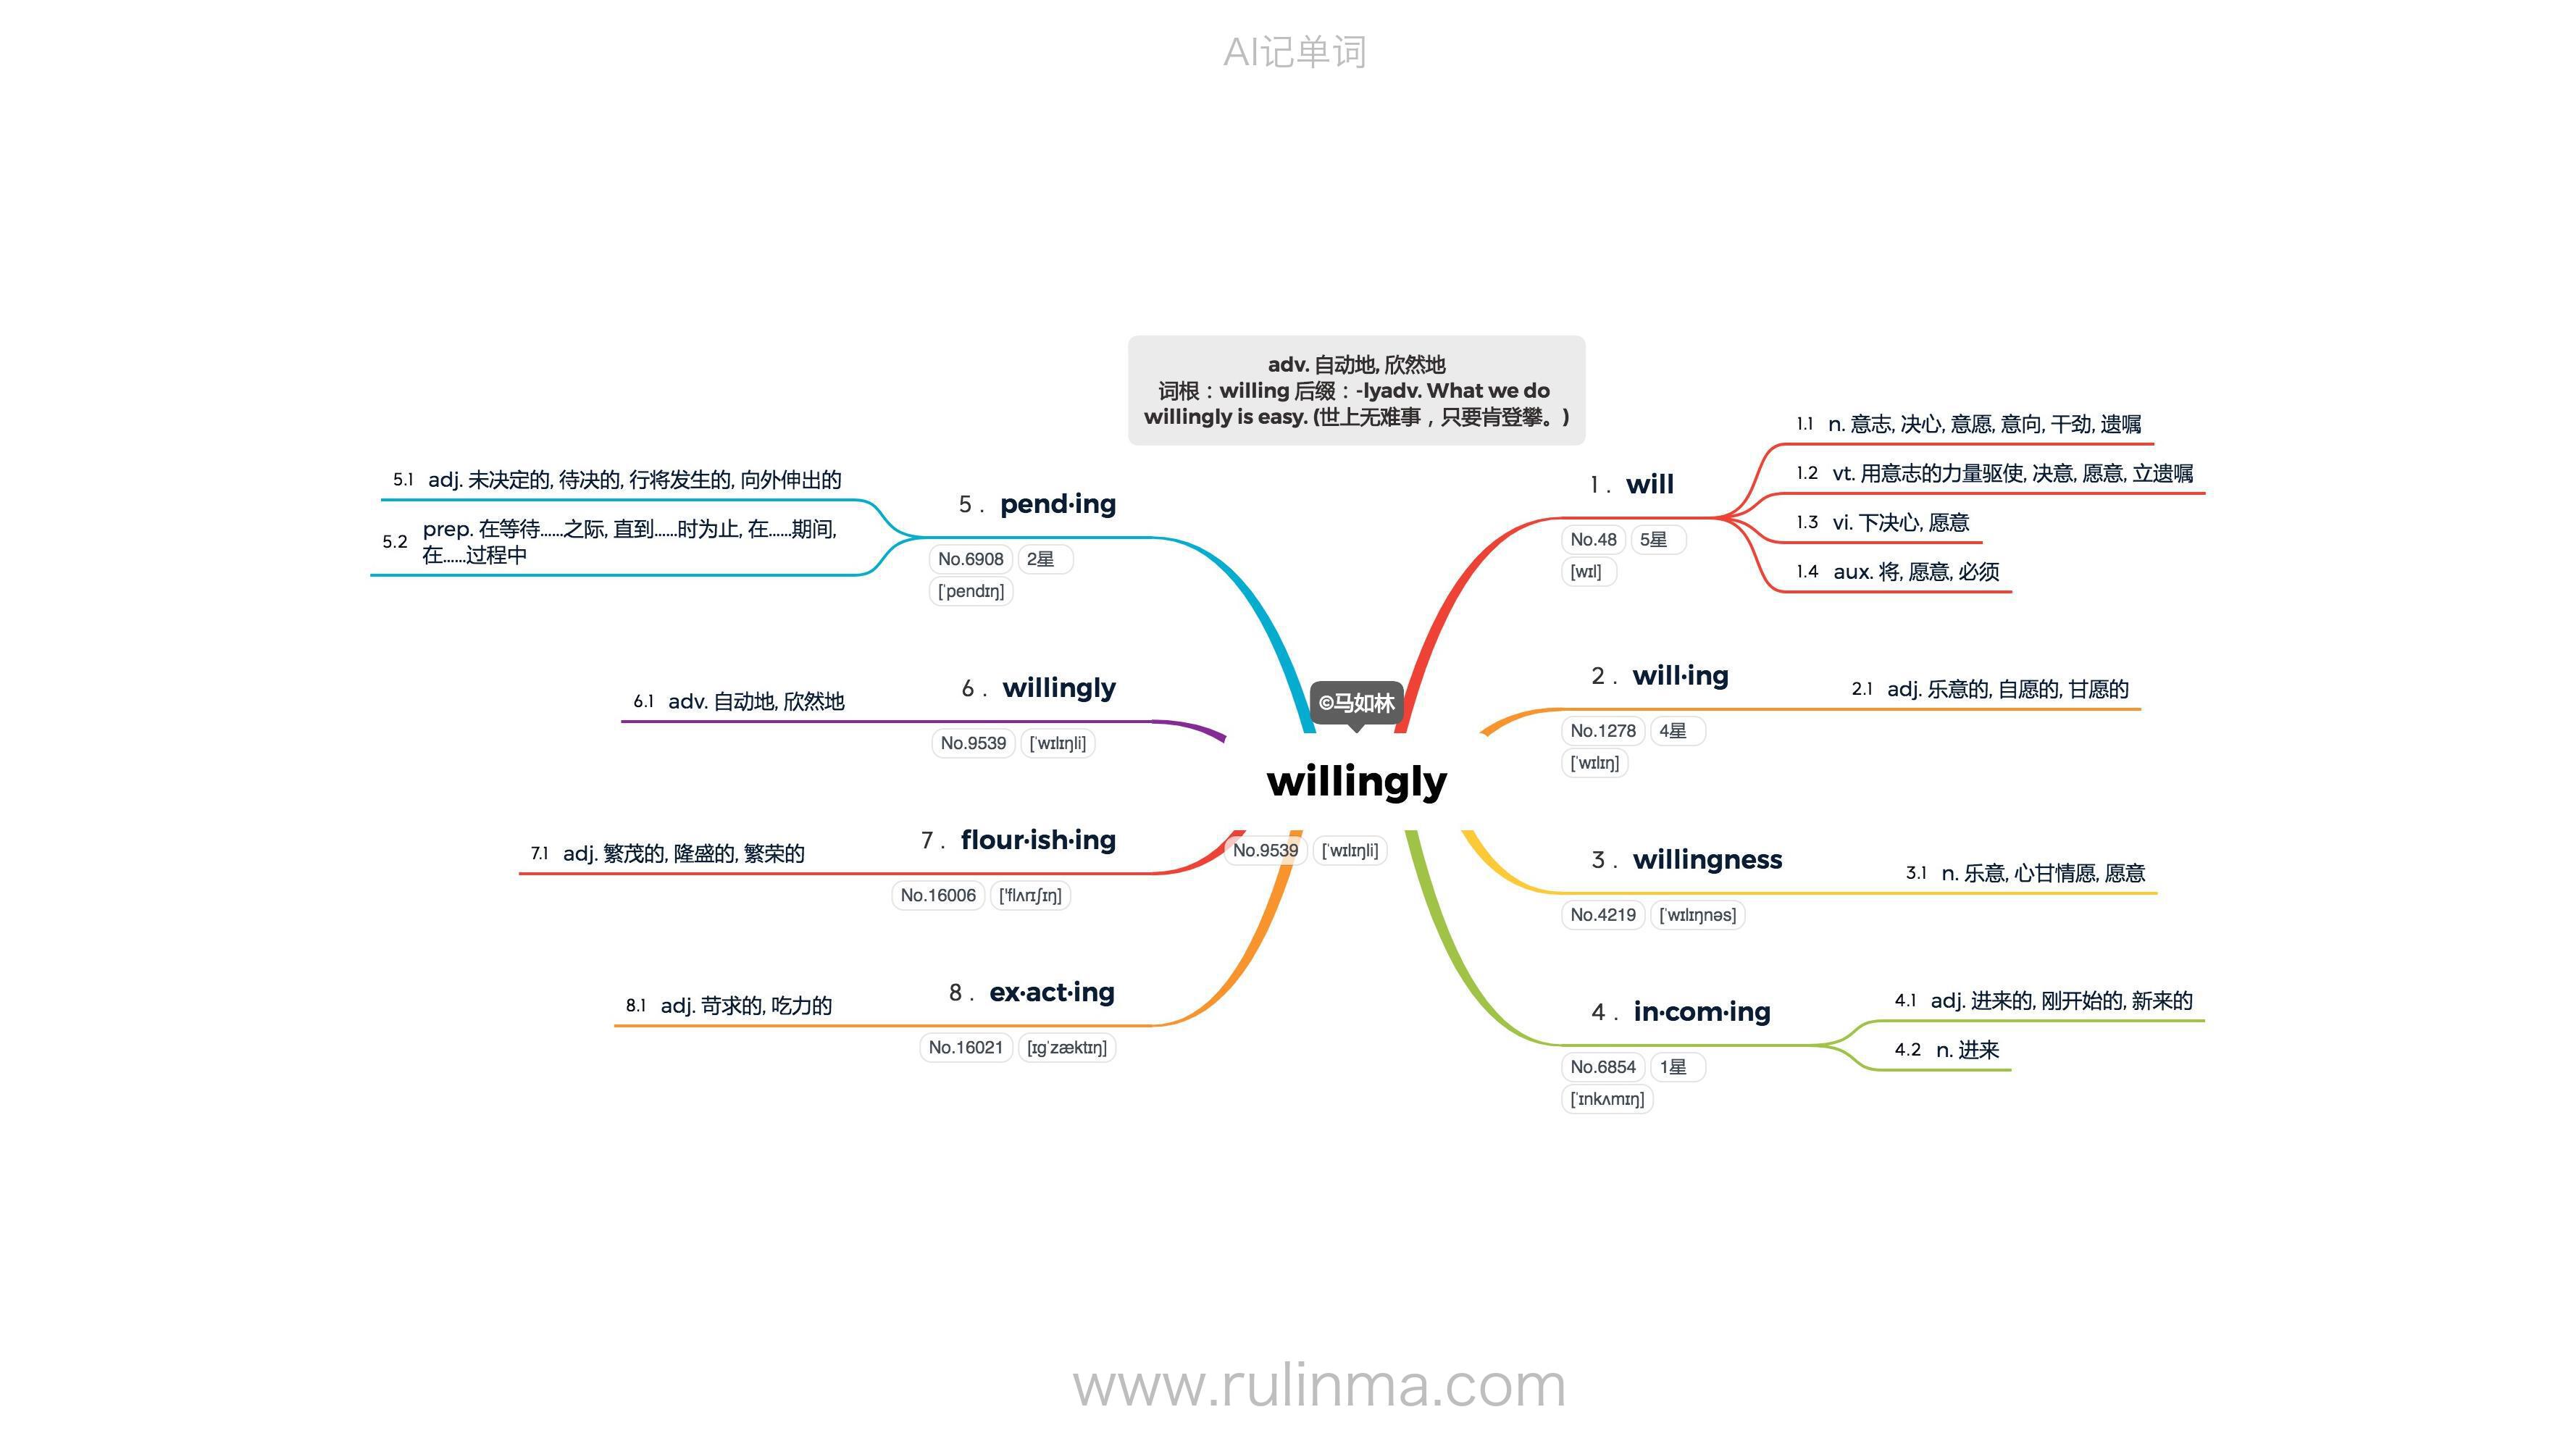 AI记单词
adv. 自动地, 欣然地
词根：willing 后缀：-lyadv. What we do
willingly is easy. (世上无难事，只要肯登攀。)
©马如林
willingly
No.9539 ['wɪlɪŋli]
1 . will
No.48 5星
[wɪl]
1.1 n. 意志, 决心, 意愿, 意向, 干劲, 遗嘱
1.2 vt. 用意志的力量驱使, 决意, 愿意, 立遗嘱
1.3 vi. 下决心, 愿意
1.4 aux. 将, 愿意, 必须
2 . will·ing
No.1278 4星
['wɪlɪŋ]
2.1 adj. 乐意的, 自愿的, 甘愿的
3 . willingness
No.4219 ['wɪlɪŋnəs]
3.1 n. 乐意, 心甘情愿, 愿意
4 . in·com·ing
No.6854 1星
['ɪnkʌmɪŋ]
4.1 adj. 进来的, 刚开始的, 新来的
4.2 n. 进来
5 . pend·ing
No.6908 2星
['pendɪŋ]
5.1 adj. 未决定的, 待决的, 行将发生的, 向外伸出的
5.2 prep. 在等待……之际, 直到……时为止, 在……期间,
在……过程中
6 . willingly
No.9539 ['wɪlɪŋli]
6.1 adv. 自动地, 欣然地
7 . flour·ish·ing
No.16006 ['flʌrɪʃɪŋ]
7.1 adj. 繁茂的, 隆盛的, 繁荣的
8 . ex·act·ing
No.16021 [ɪg'zæktɪŋ]
8.1 adj. 苛求的, 吃力的
www.rulinma.com